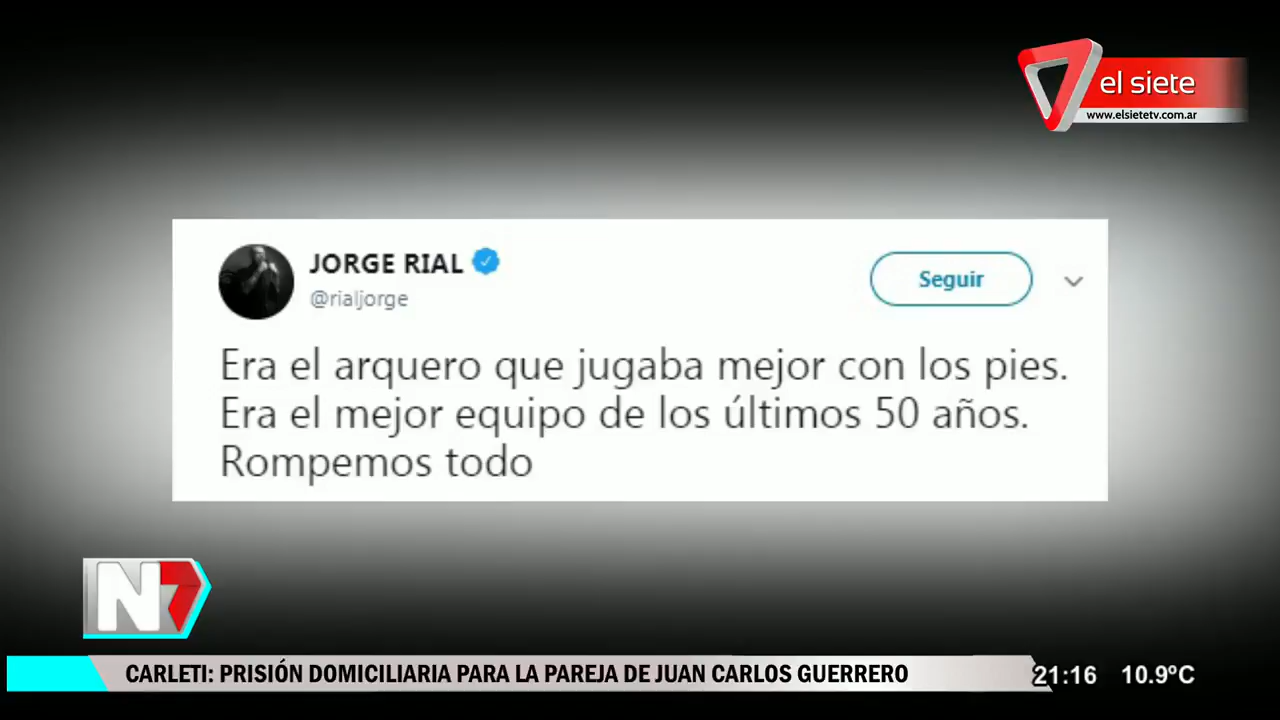 el siete
www.elsietetv.com.ar
JORGE RIAL
@rialjorge
Seguir
Era el arquero que jugaba mejor con los pies.
Era el mejor equipo de los últimos 50 años.
Rompemos todo
N7
CARLETI: PRISIÓN DOMICILIARIA PARA LA PAREJA DE JUAN CARLOS GUERRERO
21:16 10.9ºC